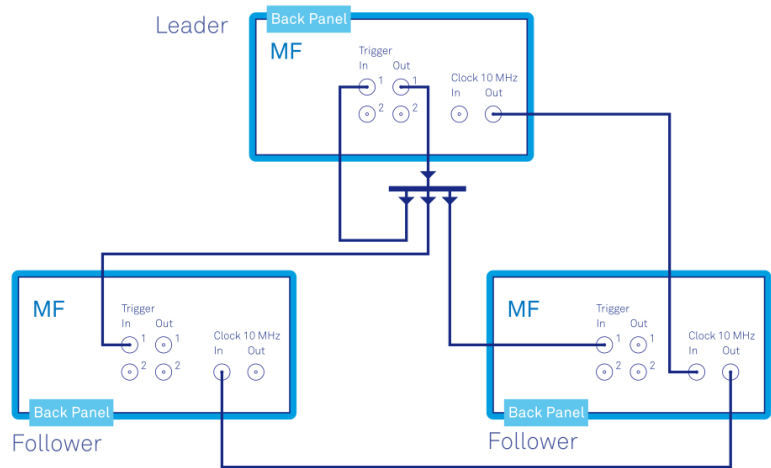 Leader
Back Panel
MF
Trigger
In Out
1 1
2 2
Clock 10 MHz
In Out
MF
Trigger
In Out
1 1
2 2
Clock 10 MHz
In Out
Back Panel
Follower
MF
Trigger
In Out
1 1
2 2
Clock 10 MHz
In Out
Back Panel
Follower